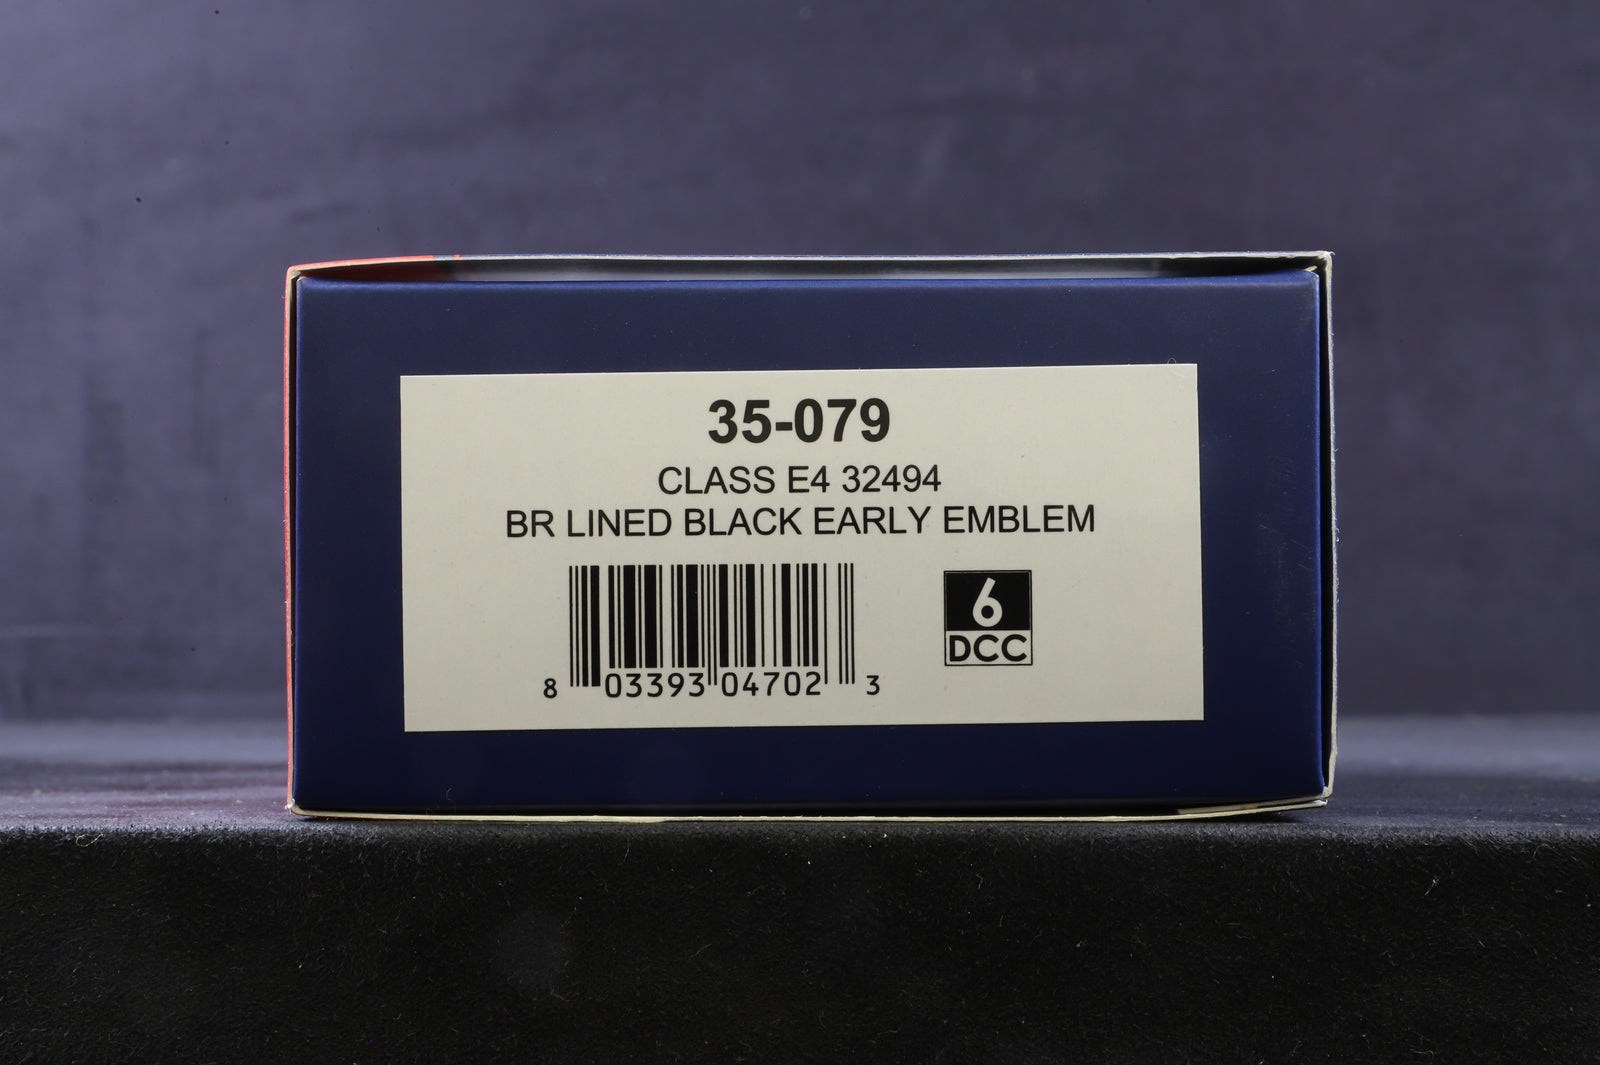 35-079
CLASS E4 32494
BR LINED BLACK EARLY EMBLEM
6
DCC
8 03393 04702 3